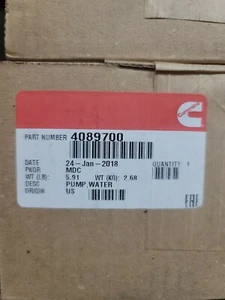 PART NUMBER 4089700
DATE 24-Jan-2018 QUANTITY: 1
PKOR MDC
WT (LB): 5.91 WT (KG): 2.68
DESC PUMP,WATER
ORIGIN US